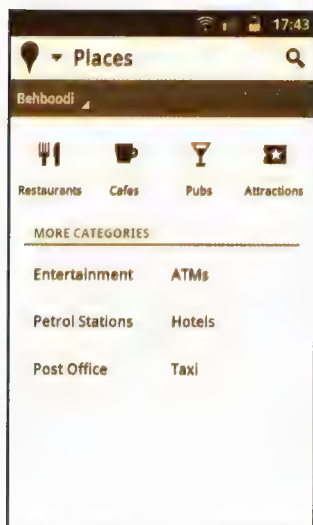 17:43
Places
Behboodi
Restaurants Cafes Pubs Attractions
MORE CATEGORIES
Entertainment ATMs
Petrol Stations Hotels
Post Office Taxi